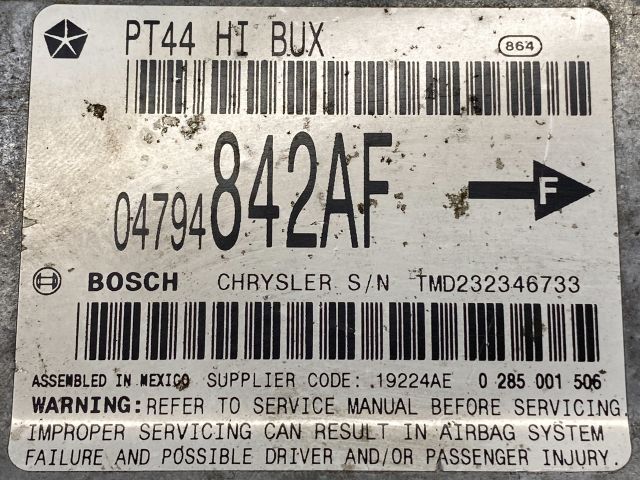 PT44 HI BUX 864
04794842AF F
BOSCH CHRYSLER S/N TMD232346733
ASSEMBLED IN MEXICO SUPPLIER CODE: 19224AE 0 285 001 506
WARNING: REFER TO SERVICE MANUAL BEFORE SERVICING.
IMPROPER SERVICING CAN RESULT IN AIRBAG SYSTEM
FAILURE AND POSSIBLE DRIVER AND/OR PASSENGER INJURY.